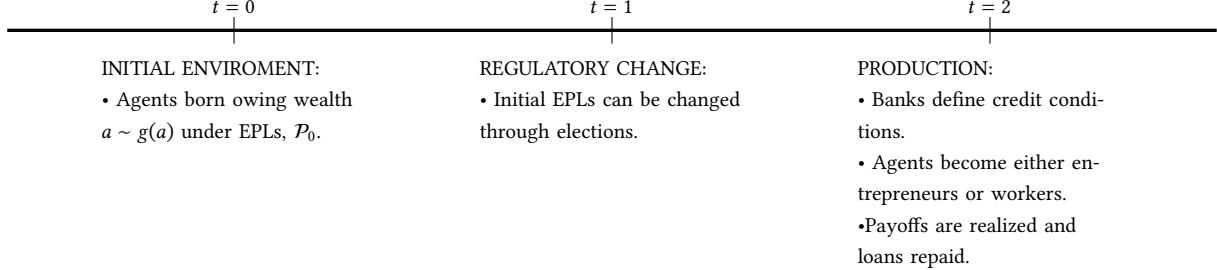 t = 0
t = 1
t = 2
INITIAL ENVIROMENT:
• Agents born owing wealth
a ∼ g(a) under EPLs, 𝒫₀.
REGULATORY CHANGE:
• Initial EPLs can be changed
through elections.
PRODUCTION:
• Banks define credit condi-
tions.
• Agents become either en-
trepreneurs or workers.
•Payoffs are realized and
loans repaid.